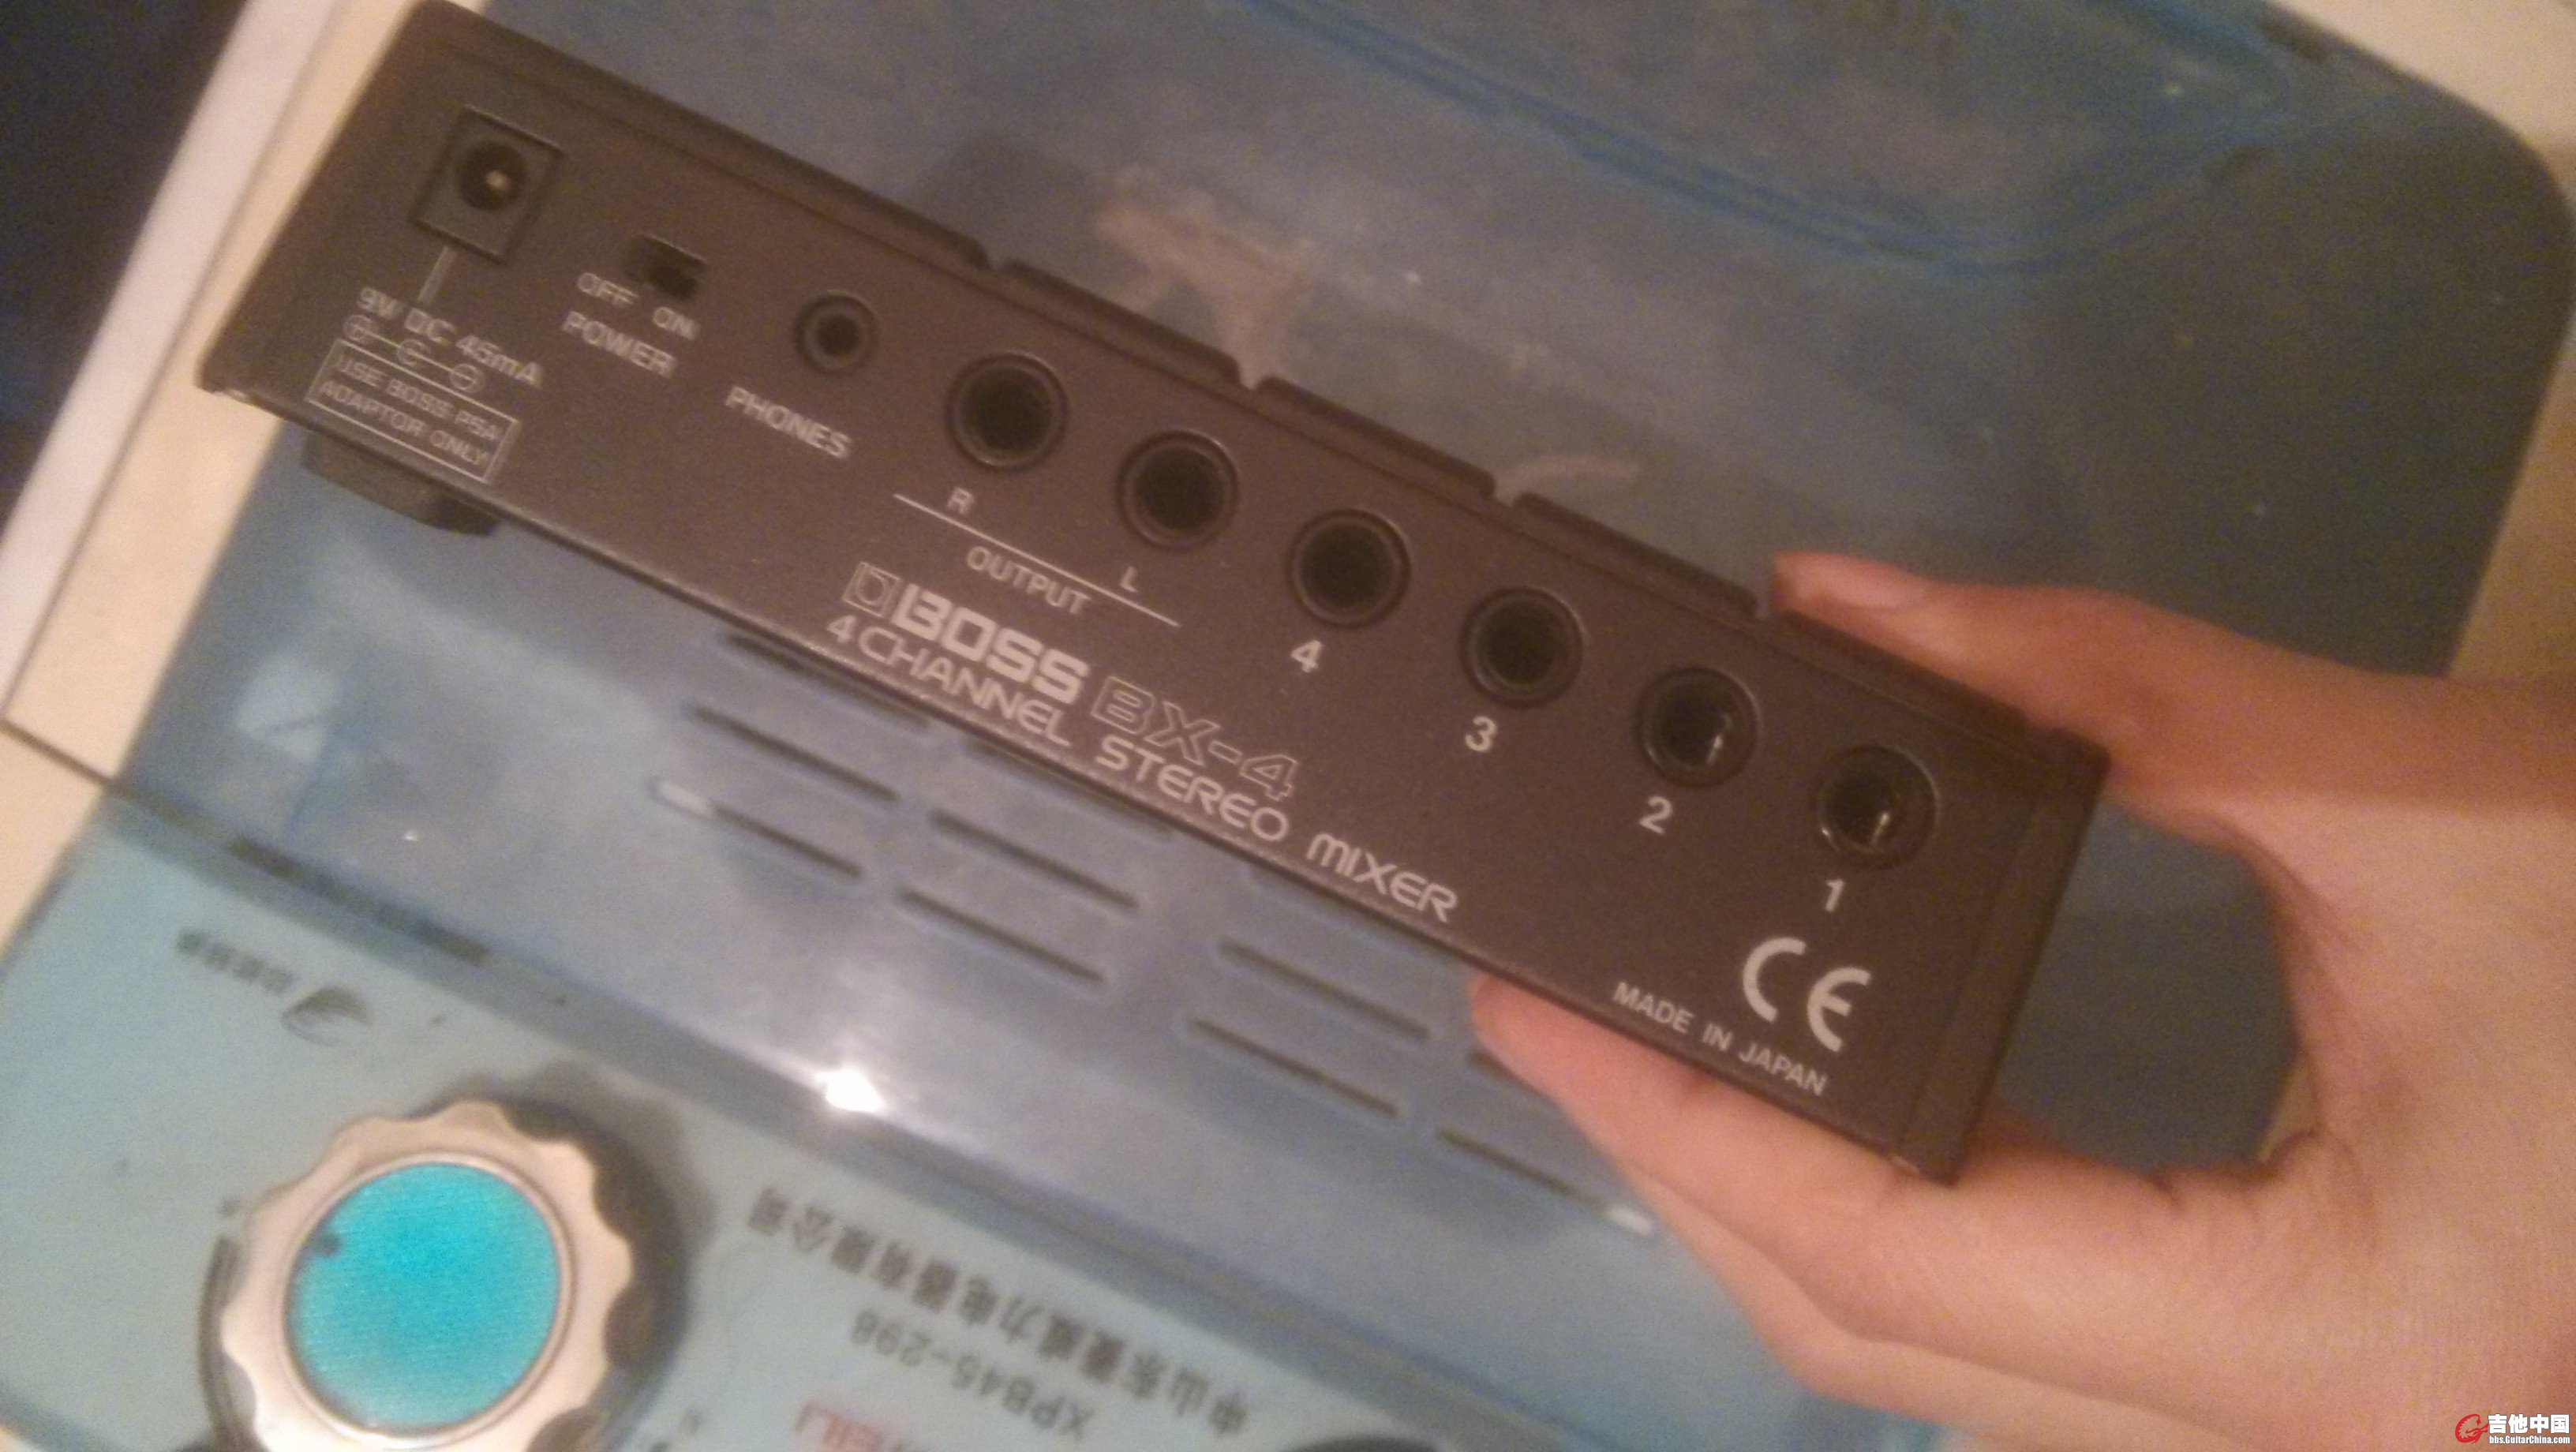 9V DC 45mA
USE BOSS PSA
ADAPTOR ONLY
OFF ON
POWER
PHONES
R L
OUTPUT
4 3 2 1
BOSS BX-4
4 CHANNEL STEREO MIXER
CE
MADE IN JAPAN
XPB45-298
吉他中国
bbs.GuitarChina.com